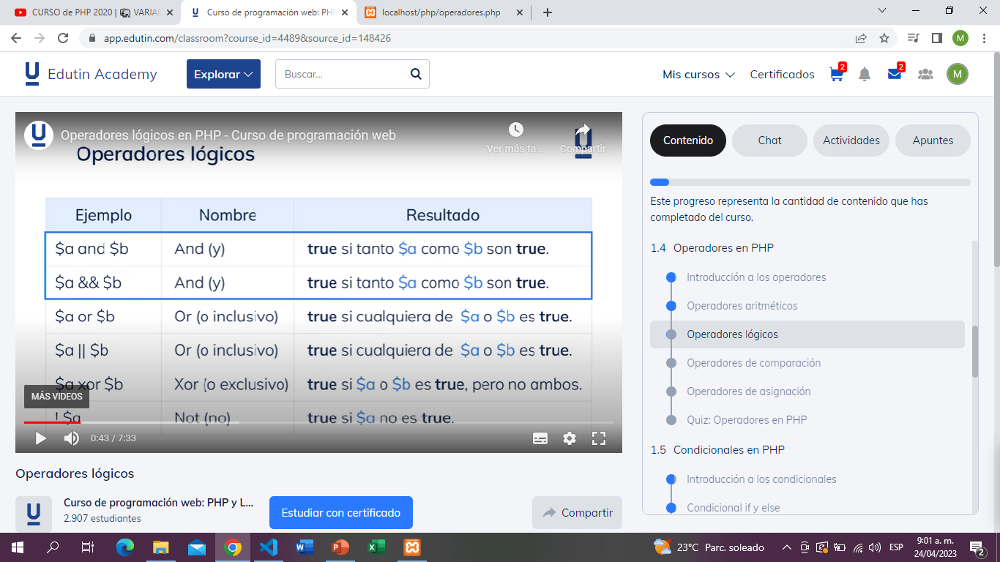 CURSO de PHP 2020 | VARIAB
Curso de programación web: PHP
localhost/php/operadores.php
app.edutin.com/classroom?course_id=4489&source_id=148426
M
Edutin Academy
Explorar
Buscar...
Mis cursos
Certificados
2
2
M
Operadores lógicos en PHP - Curso de programación web
Ver más ta...
Compartir
Operadores lógicos
Ejemplo Nombre Resultado
$a and $b And (y) true si tanto $a como $b son true.
$a && $b And (y) true si tanto $a como $b son true.
$a or $b Or (o inclusivo) true si cualquiera de $a o $b es true.
$a || $b Or (o inclusivo) true si cualquiera de $a o $b es true.
$a xor $b Xor (o exclusivo) true si $a o $b es true, pero no ambos.
MÁS VIDEOS
! $a Not (no) true si $a no es true.
0:43 / 7:33
Operadores lógicos
Curso de programación web: PHP y L...
2.907 estudiantes
Estudiar con certificado
Compartir
Contenido
Chat
Actividades
Apuntes
Este progreso representa la cantidad de contenido que has
completado del curso.
1.4 Operadores en PHP
Introducción a los operadores
Operadores aritméticos
Operadores lógicos
Operadores de comparación
Operadores de asignación
Quiz: Operadores en PHP
1.5 Condicionales en PHP
Introducción a los condicionales
Condicional if y else
23°C Parc. soleado
ESP
9:01 a. m.
24/04/2023
2